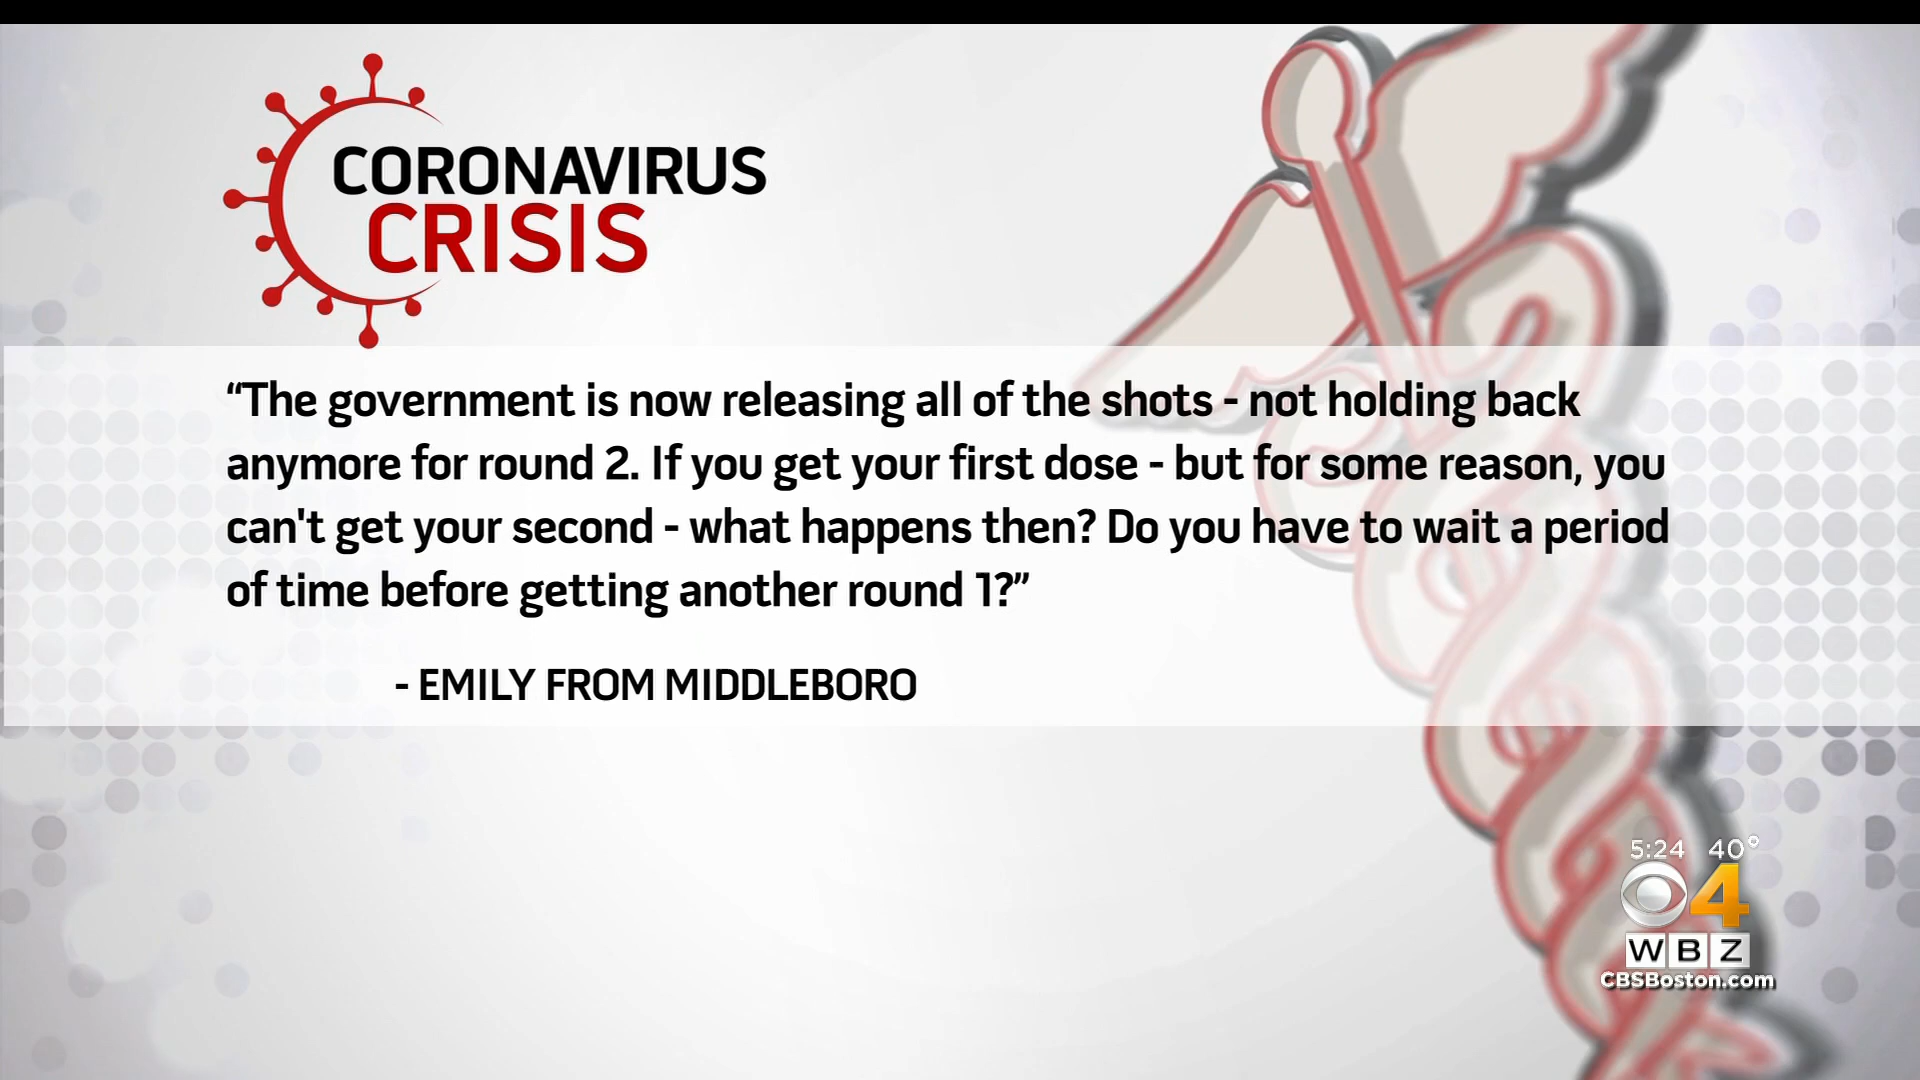 CORONAVIRUS
CRISIS
“The government is now releasing all of the shots - not holding back
anymore for round 2. If you get your first dose - but for some reason, you
can't get your second - what happens then? Do you have to wait a period
of time before getting another round 1?”
- EMILY FROM MIDDLEBORO
5:24 40°
4
WBZ
CBSBoston.com